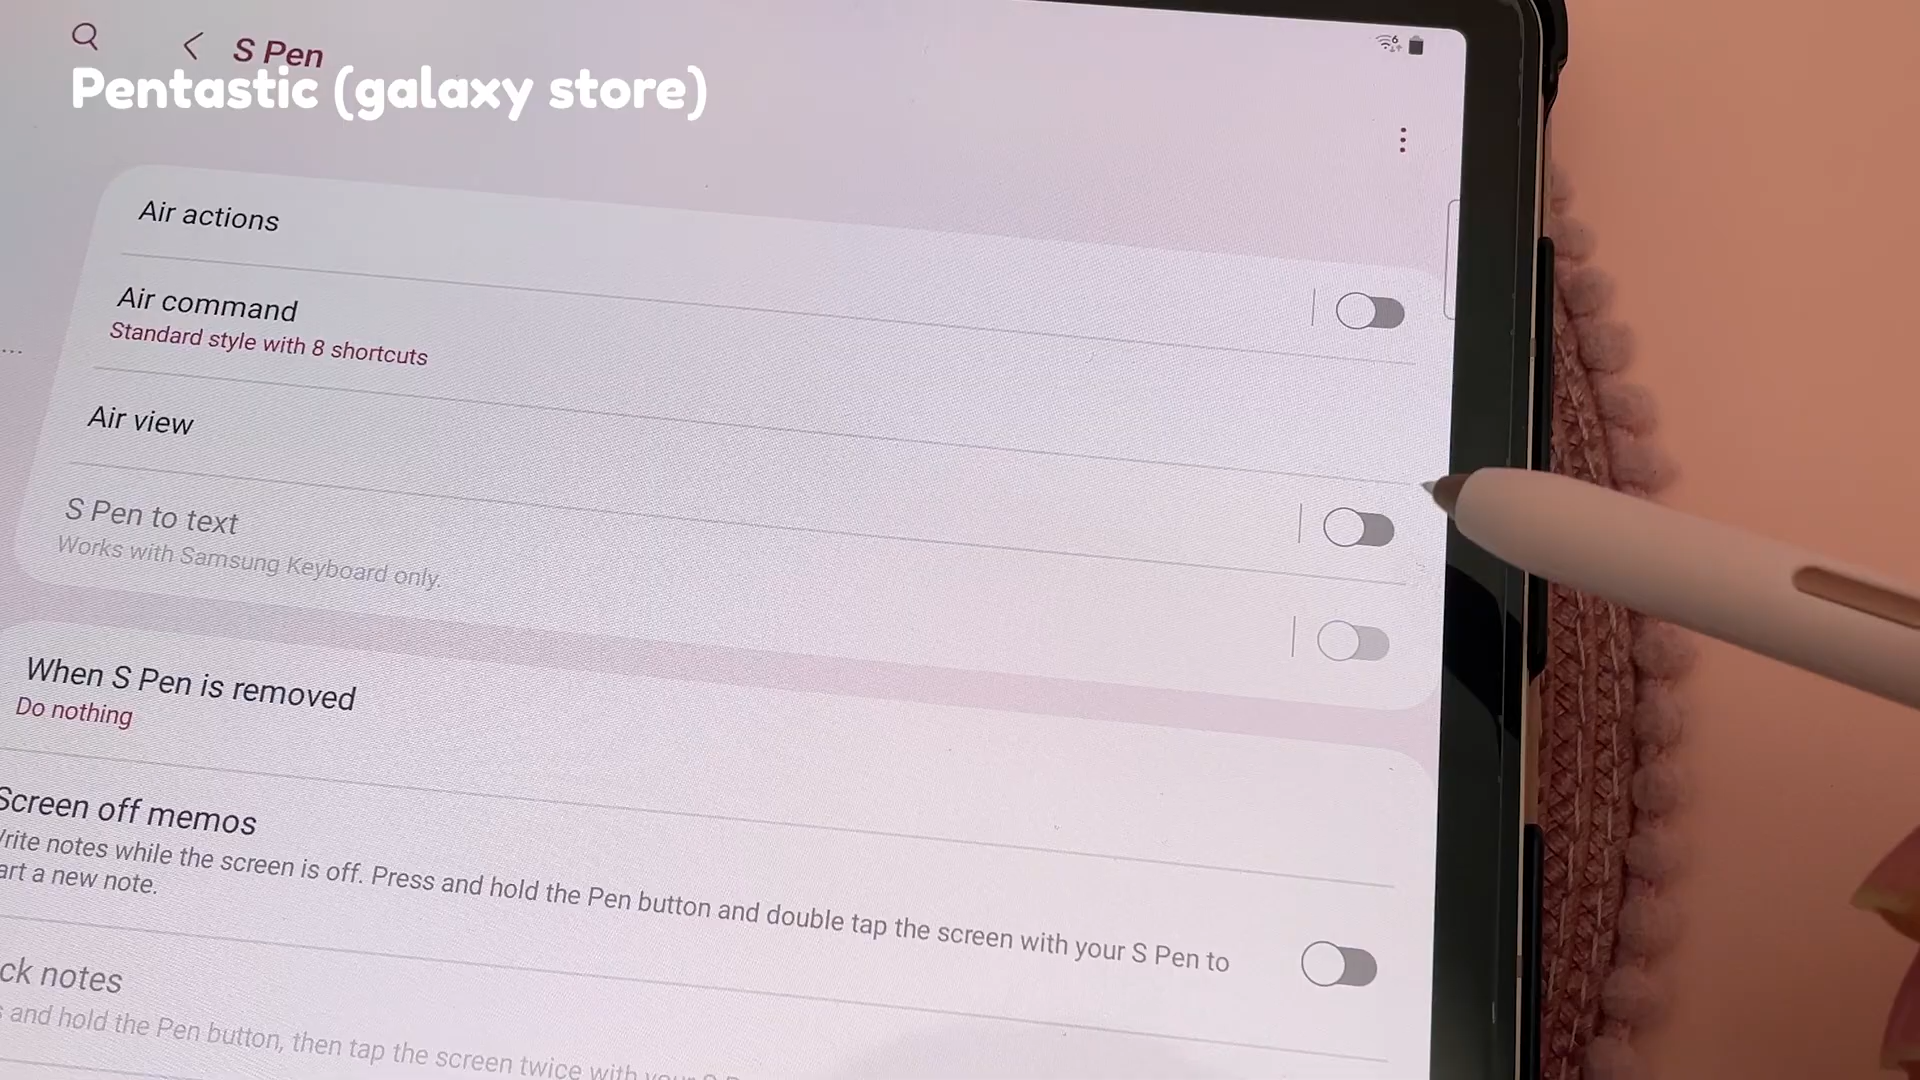 S Pen
Pentastic (galaxy store)
Air actions
Air command
Standard style with 8 shortcuts
Air view
S Pen to text
Works with Samsung Keyboard only.
When S Pen is removed
Do nothing
Screen off memos
Write notes while the screen is off. Press and hold the Pen button and double tap the screen with your S Pen to
art a new note.
ck notes
and hold the Pen button, then tap the screen twice with your S